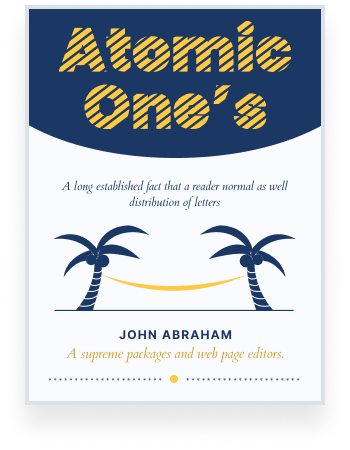 Atomic
One's
A long established fact that a reader normal as well
distribution of letters
JOHN ABRAHAM
A supreme packages and web page editors.